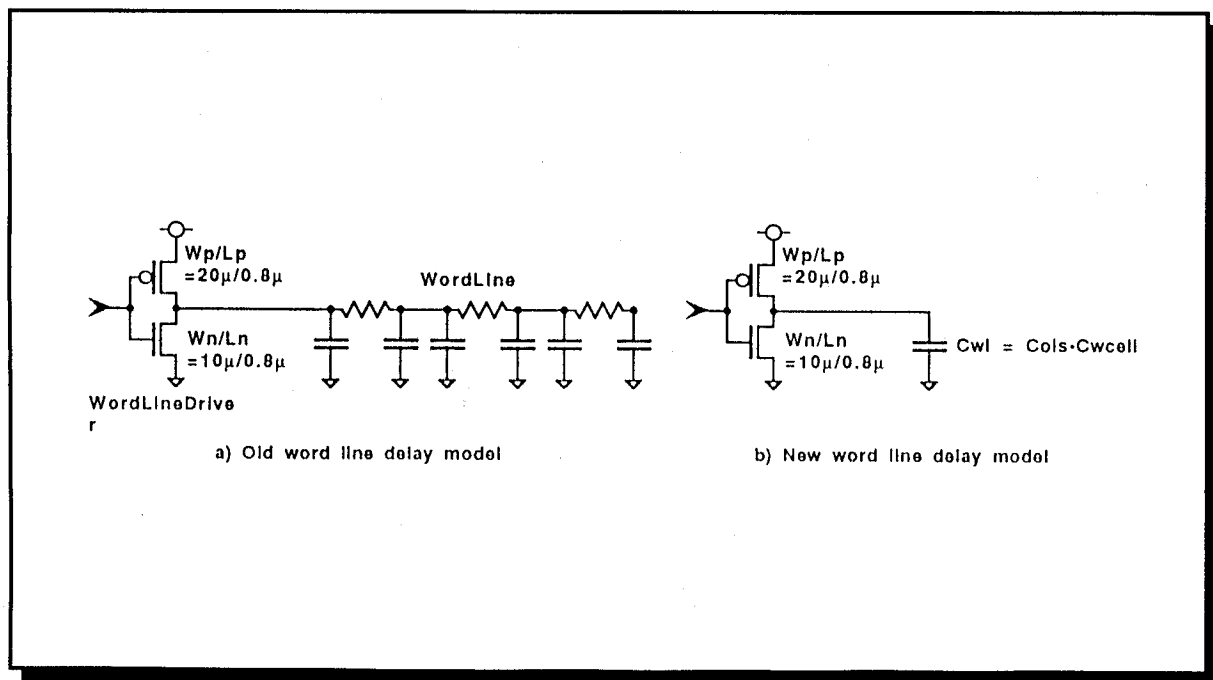 Wp/Lp
=20μ/0.8μ
WordLine
Wn/Ln
=10μ/0.8μ
WordLineDrive
r
a) Old word line delay model
Wp/Lp
=20μ/0.8μ
Wn/Ln
=10μ/0.8μ
Cwl = Cols·Cwcell
b) New word line delay model